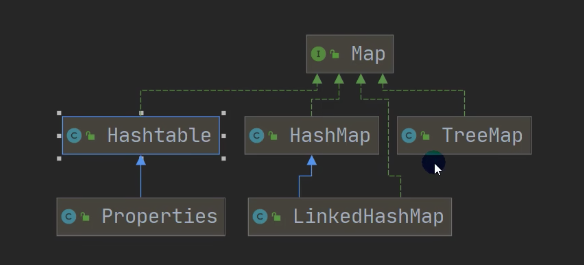 I Map
C Hashtable
C HashMap
C TreeMap
C Properties
C LinkedHashMap